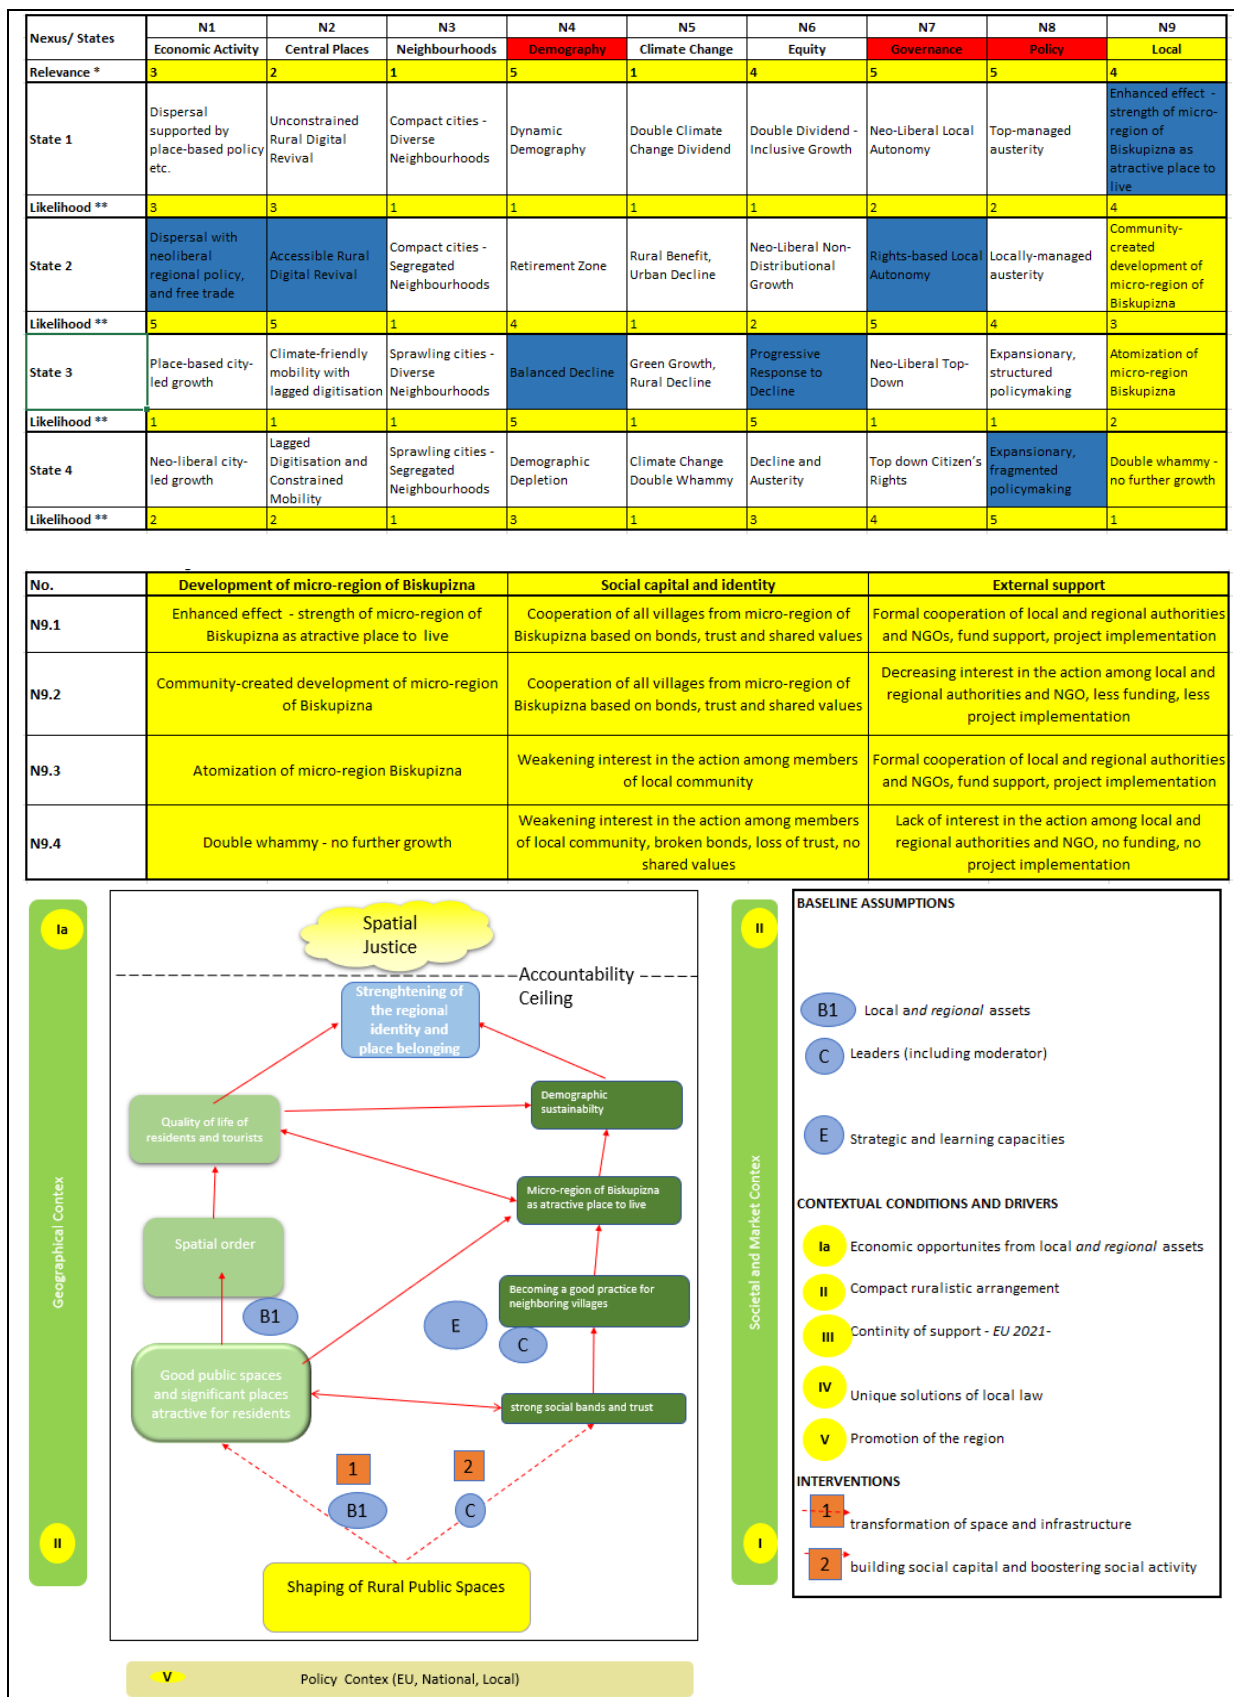 Nexus/ States
N1
N2
N3
N4
N5
N6
N7
N8
N9
Economic Activity
Central Places
Neighbourhoods
Demography
Climate Change
Equity
Governance
Policy
Local
Relevance *
3
2
1
5
1
4
5
5
4
State 1
Dispersal
supported by
place-based policy
etc.
Unconstrained
Rural Digital
Revival
Compact cities -
Diverse
Neighbourhoods
Dynamic
Demography
Double Climate
Change Dividend
Double Dividend -
Inclusive Growth
Neo-Liberal Local
Autonomy
Top-managed
austerity
Enhanced effect -
strength of micro-
region of
Biskupizna as
atractive place to
live
Likelihood **
3
3
1
1
1
1
2
2
4
State 2
Dispersal with
neoliberal
regional policy,
and free trade
Accessible Rural
Digital Revival
Compact cities -
Segregated
Neighbourhoods
Retirement Zone
Rural Benefit,
Urban Decline
Neo-Liberal Non-
Distributional
Growth
Rights-based Local
Autonomy
Locally-managed
austerity
Community-
created
development of
micro-region of
Biskupizna
Likelihood **
5
5
1
4
1
2
5
4
3
State 3
Place-based city-
led growth
Climate-friendly
mobility with
lagged digitisation
Sprawling cities -
Diverse
Neighbourhoods
Balanced Decline
Green Growth,
Rural Decline
Progressive
Response to
Decline
Neo-Liberal Top-
Down
Expansionary,
structured
policymaking
Atomization of
micro-region
Biskupizna
Likelihood **
1
1
1
5
1
5
1
1
2
State 4
Neo-liberal city-
led growth
Lagged
Digitisation and
Constrained
Mobility
Sprawling cities -
Segregated
Neighbourhoods
Demographic
Depletion
Climate Change
Double Whammy
Decline and
Austerity
Top down Citizen's
Rights
Expansionary,
fragmented
policymaking
Double whammy -
no further growth
Likelihood **
2
2
1
3
1
3
4
5
1
No.
Development of micro-region of Biskupizna
Social capital and identity
External support
N9.1
Enhanced effect - strength of micro-region of
Biskupizna as atractive place to live
Cooperation of all villages from micro-region of
Biskupizna based on bonds, trust and shared values
Formal cooperation of local and regional authorities
and NGOs, fund support, project implementation
N9.2
Community-created development of micro-region
of Biskupizna
Cooperation of all villages from micro-region of
Biskupizna based on bonds, trust and shared values
Decreasing interest in the action among local and
regional authorities and NGO, less funding, less
project implementation
N9.3
Atomization of micro-region Biskupizna
Weakening interest in the action among members
of local community
Formal cooperation of local and regional authorities
and NGOs, fund support, project implementation
N9.4
Double whammy - no further growth
Weakening interest in the action among members
of local community, broken bonds, loss of trust, no
shared values
Lack of interest in the action among local and
regional authorities and NGO, no funding, no
project implementation
Ia
Geographical Contex
II
Spatial
Justice
Accountability
Ceiling
Strenghtening of
the regional
identity and
place belonging
Quality of life of
residents and tourists
Demographic
sustainabilty
Micro-region of Biskupizna
as atractive place to live
Spatial order
B1
Becoming a good practice for
neighboring villages
E
C
Good public spaces
and significant places
atractive for residents
strong social bands and trust
1
2
B1
C
Shaping of Rural Public Spaces
II
Societal and Market Contex
I
V
Policy Contex (EU, National, Local)
BASELINE ASSUMPTIONS
B1 Local and regional assets
C Leaders (including moderator)
E Strategic and learning capacities
CONTEXTUAL CONDITIONS AND DRIVERS
Ia Economic opportunites from local and regional assets
II Compact ruralistic arrangement
III Continity of support - EU 2021-
IV Unique solutions of local law
V Promotion of the region
INTERVENTIONS
1 transformation of space and infrastructure
2 building social capital and boostering social activity